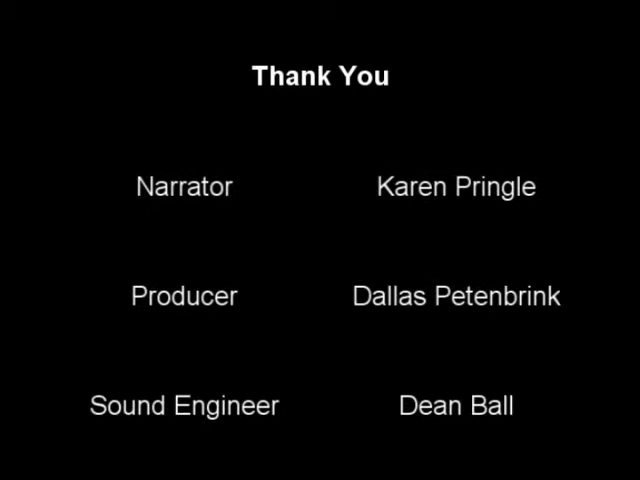 Thank You
Narrator Karen Pringle
Producer Dallas Petenbrink
Sound Engineer Dean Ball